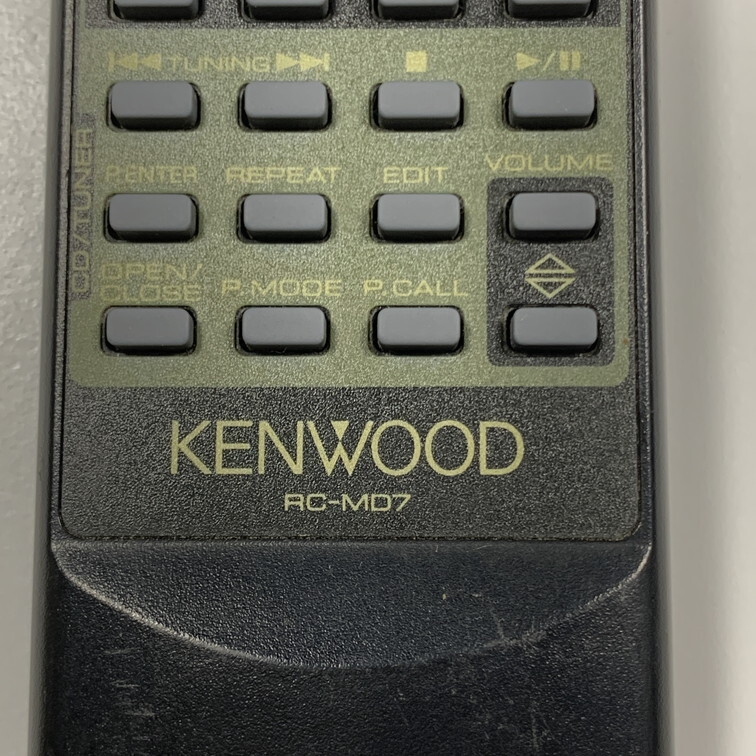 TUNING
CD/TUNER
P.ENTER REPEAT EDIT VOLUME
OPEN/
CLOSE P.MODE P.CALL
KENWOOD
RC-MD7